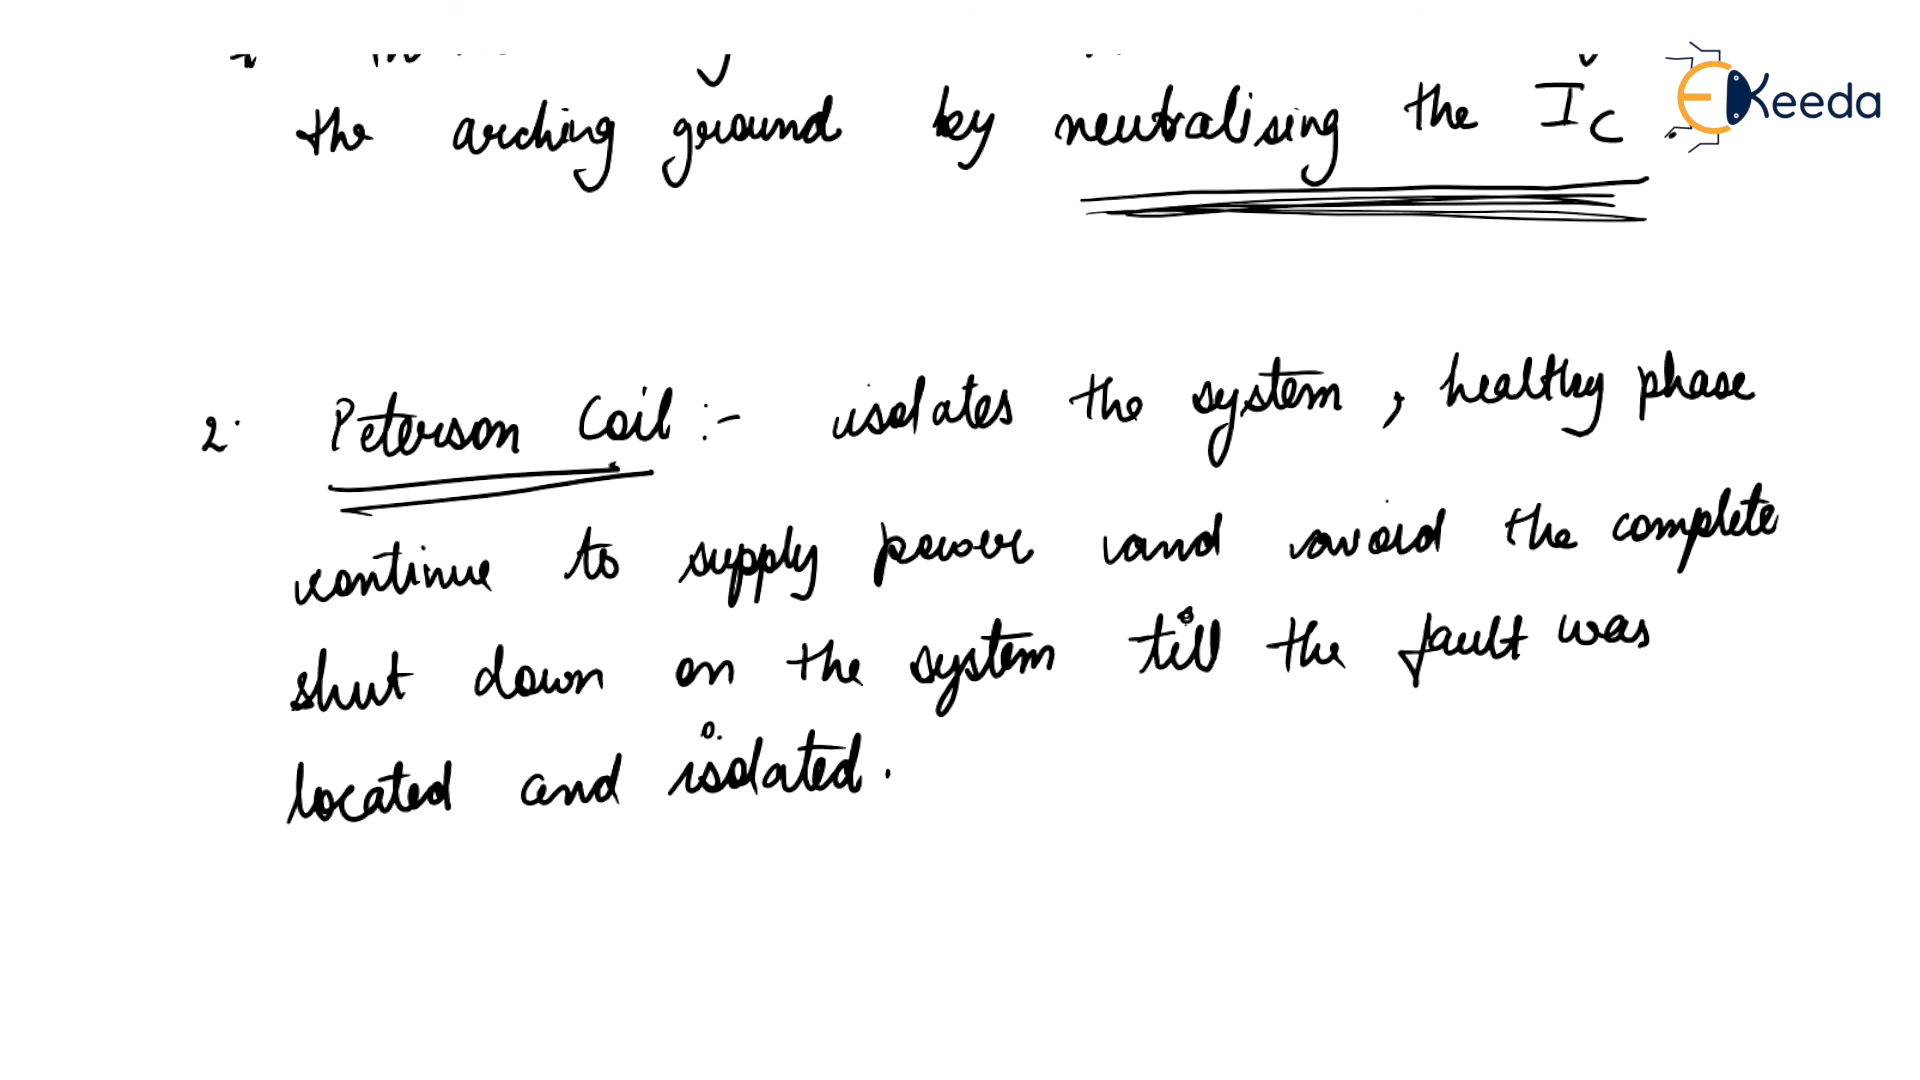 the arching ground by neutralising the Ic.
EKeeda
2. Peterson Coil :- isolates the system, healthy phase
continue to supply power and avoid the complete
shut down on the system till the fault was
located and isolated.